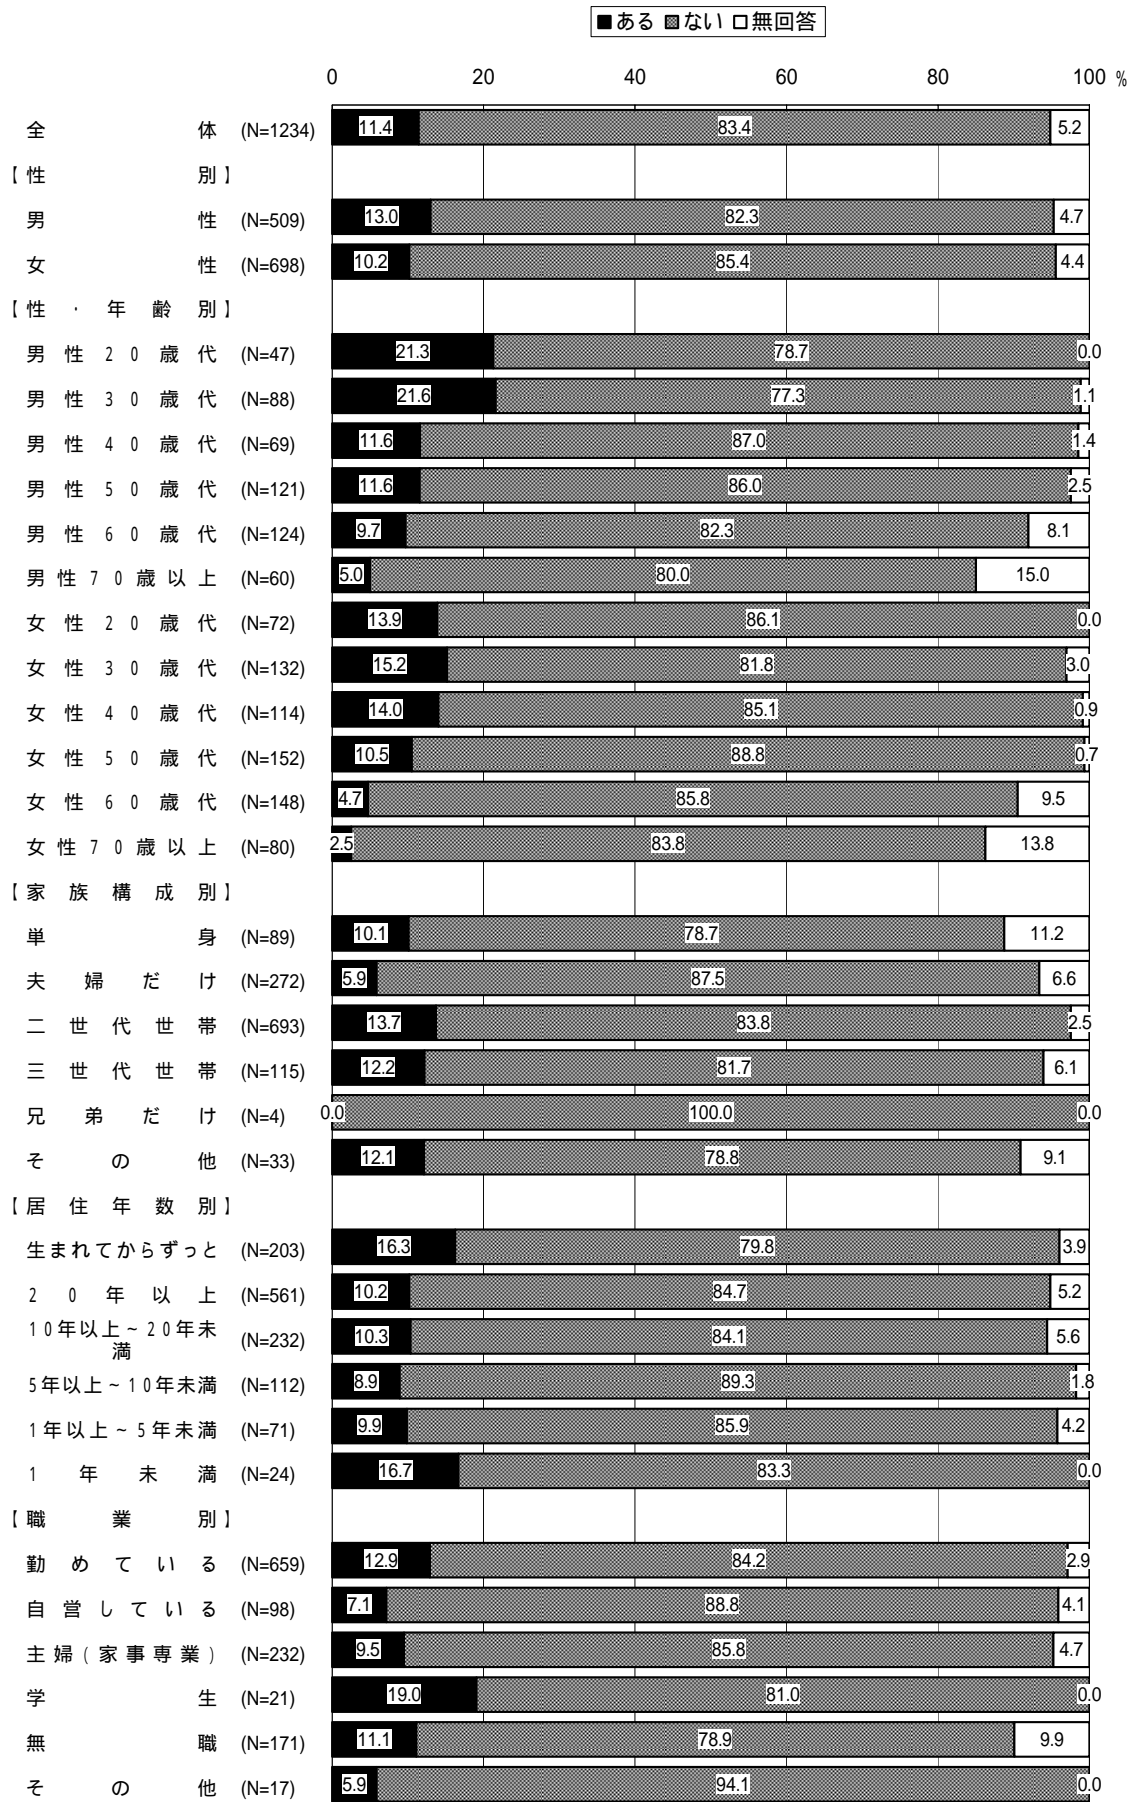 ■ある ▩ない □無回答
0 20 40 60 80 100 %
全体 (N=1234) 11.4 83.4 5.2
【性別】
男性 (N=509) 13.0 82.3 4.7
女性 (N=698) 10.2 85.4 4.4
【性・年齢別】
男性20歳代 (N=47) 21.3 78.7 0.0
男性30歳代 (N=88) 21.6 77.3 1.1
男性40歳代 (N=69) 11.6 87.0 1.4
男性50歳代 (N=121) 11.6 86.0 2.5
男性60歳代 (N=124) 9.7 82.3 8.1
男性70歳以上 (N=60) 5.0 80.0 15.0
女性20歳代 (N=72) 13.9 86.1 0.0
女性30歳代 (N=132) 15.2 81.8 3.0
女性40歳代 (N=114) 14.0 85.1 0.9
女性50歳代 (N=152) 10.5 88.8 0.7
女性60歳代 (N=148) 4.7 85.8 9.5
女性70歳以上 (N=80) 2.5 83.8 13.8
【家族構成別】
単身 (N=89) 10.1 78.7 11.2
夫婦だけ (N=272) 5.9 87.5 6.6
二世代世帯 (N=693) 13.7 83.8 2.5
三世代世帯 (N=115) 12.2 81.7 6.1
兄弟だけ (N=4) 0.0 100.0 0.0
その他 (N=33) 12.1 78.8 9.1
【居住年数別】
生まれてからずっと (N=203) 16.3 79.8 3.9
20年以上 (N=561) 10.2 84.7 5.2
10年以上~20年未
満 (N=232) 10.3 84.1 5.6
5年以上~10年未満 (N=112) 8.9 89.3 1.8
1年以上~5年未満 (N=71) 9.9 85.9 4.2
1年未満 (N=24) 16.7 83.3 0.0
【職業別】
勤めている (N=659) 12.9 84.2 2.9
自営している (N=98) 7.1 88.8 4.1
主婦(家事専業) (N=232) 9.5 85.8 4.7
学生 (N=21) 19.0 81.0 0.0
無職 (N=171) 11.1 78.9 9.9
その他 (N=17) 5.9 94.1 0.0